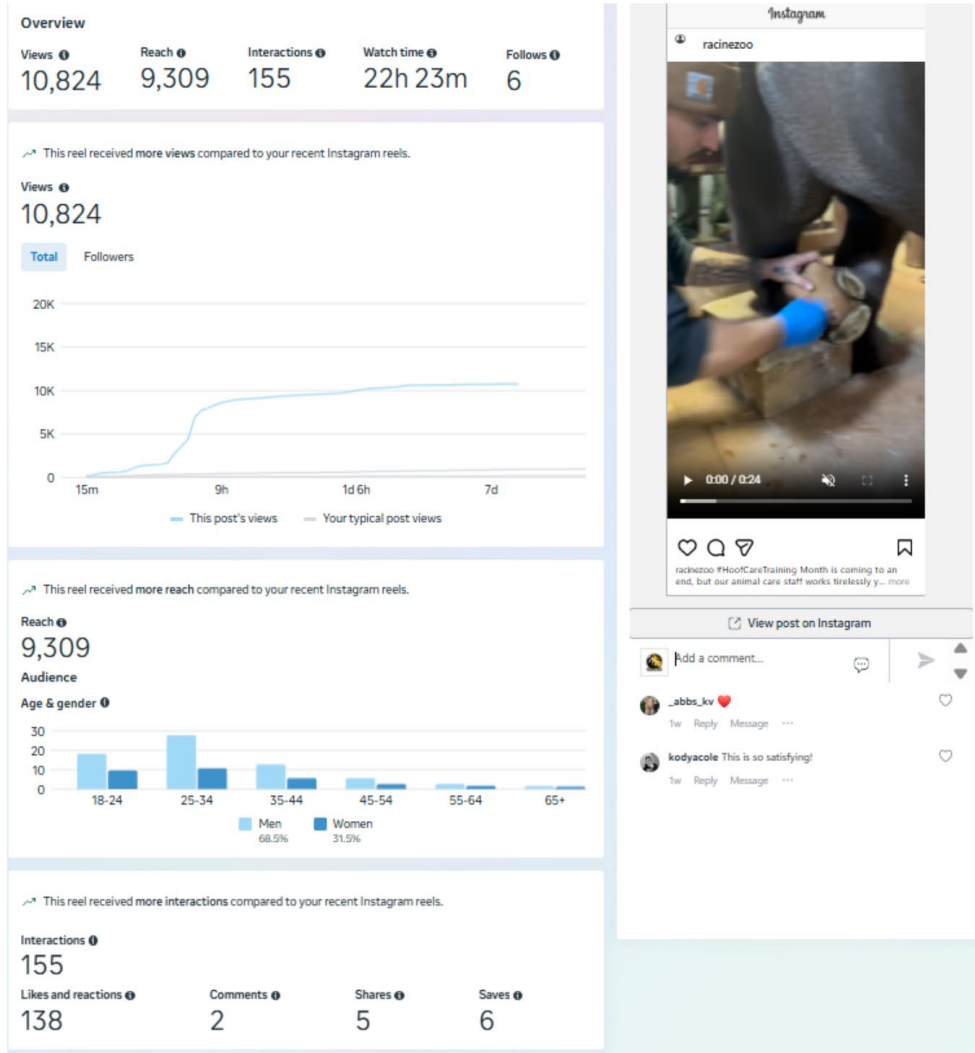 Overview
Views
10,824
Reach
9,309
Interactions
155
Watch time
22h 23m
Follows
6
This reel received more views compared to your recent Instagram reels.
Views
10,824
Total Followers
20K
15K
10K
5K
0
15m 9h 1d 6h 7d
This post's views Your typical post views
This reel received more reach compared to your recent Instagram reels.
Reach
9,309
Audience
Age & gender
30
20
10
0
18-24 25-34 35-44 45-54 55-64 65+
Men Women
68.5% 31.5%
This reel received more interactions compared to your recent Instagram reels.
Interactions
155
Likes and reactions
138
Comments
2
Shares
5
Saves
6
Instagram
racinezoo
0:00 / 0:24
racinezoo #HoofCareTraining Month is coming to an
end, but our animal care staff works tirelessly y... more
View post on Instagram
Add a comment...
_abbs_kv ❤️
1w Reply Message ...
kodyacole This is so satisfying!
1w Reply Message ...